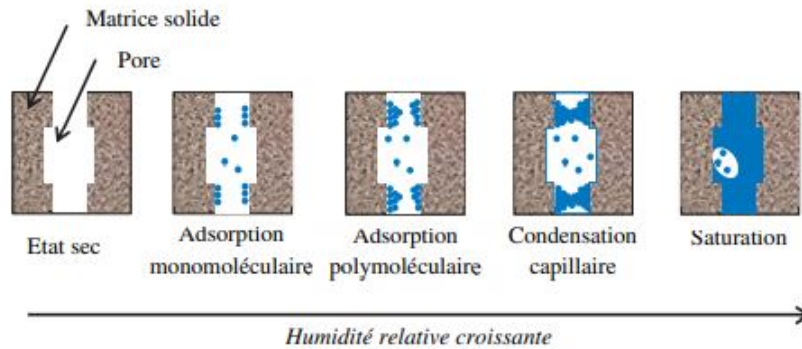 Matrice solide
Pore
Etat sec
Adsorption
monomoléculaire
Adsorption
polymoléculaire
Condensation
capillaire
Saturation
Humidité relative croissante